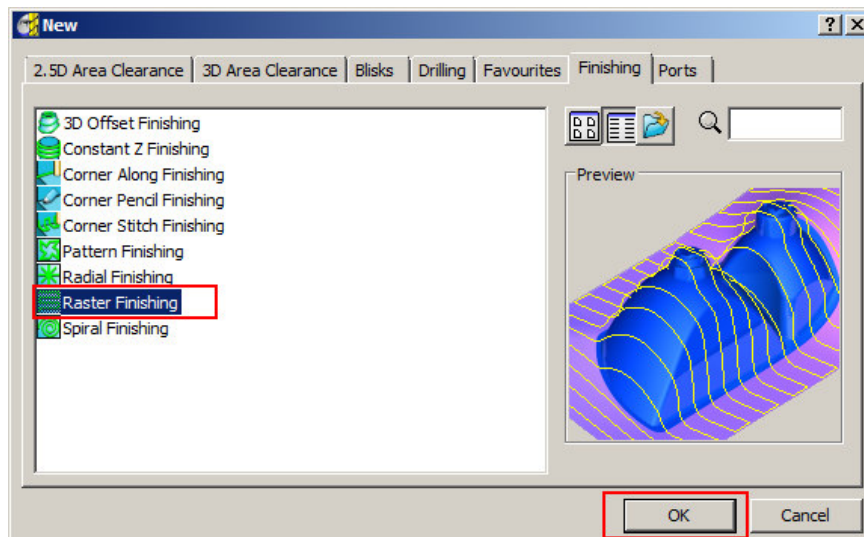 New
2.5D Area Clearance 3D Area Clearance Blisks Drilling Favourites Finishing Ports
3D Offset Finishing
Constant Z Finishing
Corner Along Finishing
Corner Pencil Finishing
Corner Stitch Finishing
Pattern Finishing
Radial Finishing
Raster Finishing
Spiral Finishing
Preview
OK Cancel